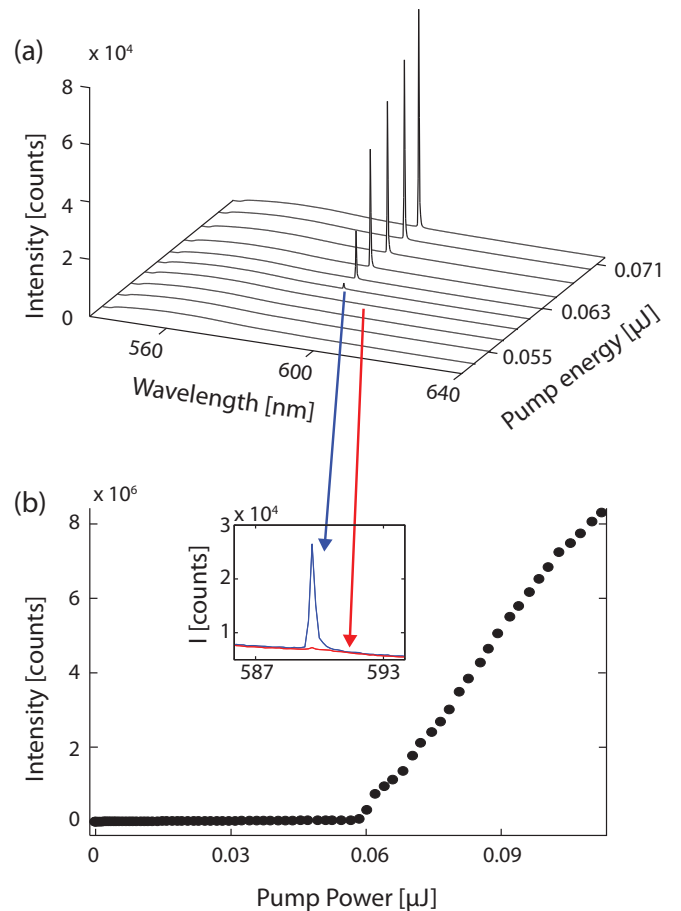 (a)
x 10⁴
8
6
4
2
0
Intensity [counts]
560
600
640
Wavelength [nm]
0.071
0.063
0.055
Pump energy [µJ]
(b)
x 10⁶
8
6
4
2
0
Intensity [counts]
x 10⁴
3
2
1
I [counts]
587
593
0
0.03
0.06
0.09
Pump Power [µJ]